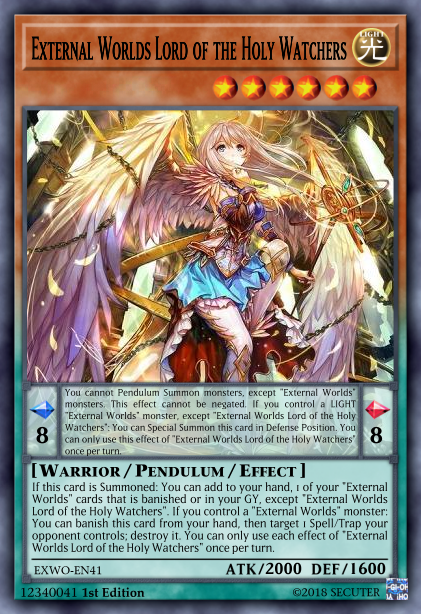 External Worlds Lord of the Holy Watchers
LIGHT
光
You cannot Pendulum Summon monsters, except "External Worlds"
monsters. This effect cannot be negated. If you control a LIGHT
"External Worlds" monster, except "External Worlds Lord of the Holy
Watchers": You can Special Summon this card in Defense Position. You
can only use this effect of "External Worlds Lord of the Holy Watchers"
once per turn.
8
8
[Warrior / Pendulum / Effect]
If this card is Summoned: You can add to your hand, 1 of your "External
Worlds" cards that is banished or in your GY, except "External Worlds
Lord of the Holy Watchers". If you control a "External Worlds" monster:
You can banish this card from your hand, then target 1 Spell/Trap your
opponent controls; destroy it. You can only use each effect of "External
Worlds Lord of the Holy Watchers" once per turn.
EXWO-EN41
ATK/2000 DEF/1600
12340041 1st Edition
©2018 SECUTER